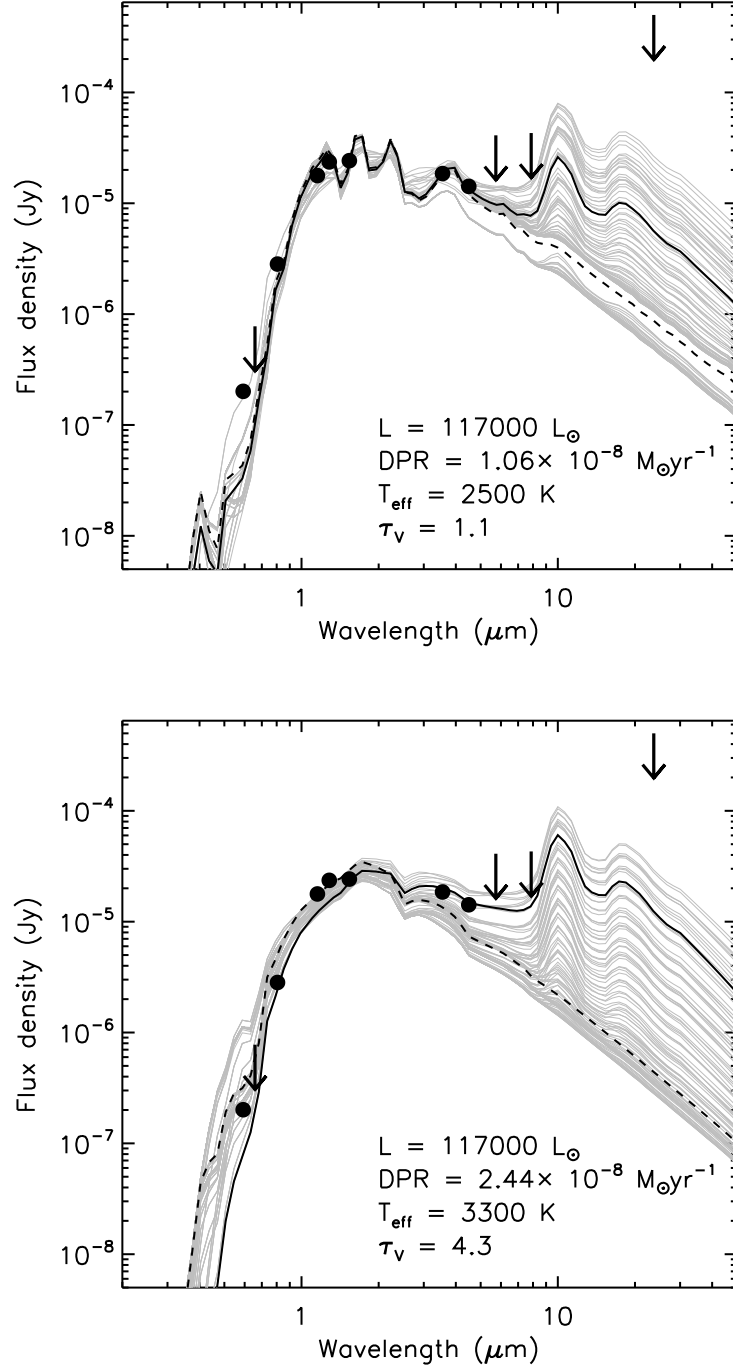 10⁻⁴
10⁻⁵
10⁻⁶
10⁻⁷
10⁻⁸
Flux density (Jy)
L = 117000 L☉
DPR = 1.06× 10⁻⁸ M☉yr⁻¹
T_eff = 2500 K
τ_V = 1.1
1 10
Wavelength (μm)
10⁻⁴
10⁻⁵
10⁻⁶
10⁻⁷
10⁻⁸
Flux density (Jy)
L = 117000 L☉
DPR = 2.44× 10⁻⁸ M☉yr⁻¹
T_eff = 3300 K
τ_V = 4.3
1 10
Wavelength (μm)